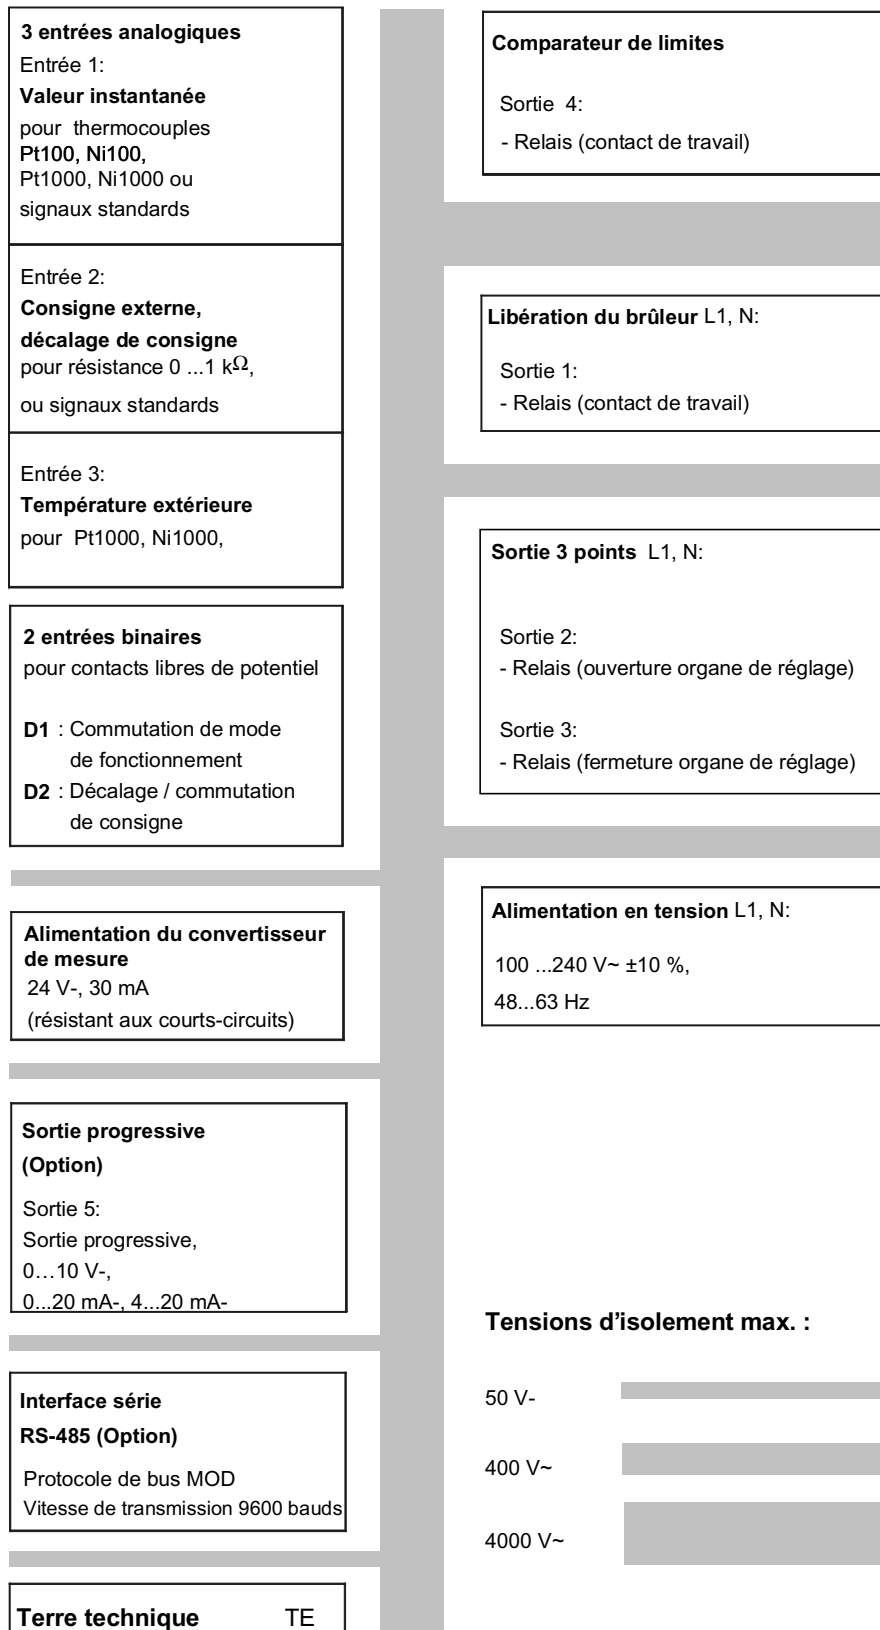 3 entrées analogiques
Entrée 1:
Valeur instantanée
pour thermocouples
Pt100, Ni100,
Pt1000, Ni1000 ou
signaux standards
Entrée 2:
Consigne externe,
décalage de consigne
pour résistance 0 ...1 kΩ,
ou signaux standards
Entrée 3:
Température extérieure
pour Pt1000, Ni1000,
2 entrées binaires
pour contacts libres de potentiel
D1 : Commutation de mode
de fonctionnement
D2 : Décalage / commutation
de consigne
Alimentation du convertisseur
de mesure
24 V-, 30 mA
(résistant aux courts-circuits)
Sortie progressive
(Option)
Sortie 5:
Sortie progressive,
0…10 V-,
0...20 mA-, 4...20 mA-
Interface série
RS-485 (Option)
Protocole de bus MOD
Vitesse de transmission 9600 bauds
Terre technique TE
Comparateur de limites
Sortie 4:
- Relais (contact de travail)
Libération du brûleur L1, N:
Sortie 1:
- Relais (contact de travail)
Sortie 3 points L1, N:
Sortie 2:
- Relais (ouverture organe de réglage)
Sortie 3:
- Relais (fermeture organe de réglage)
Alimentation en tension L1, N:
100 ...240 V~ ±10 %,
48...63 Hz
Tensions d’isolement max. :
50 V-
400 V~
4000 V~